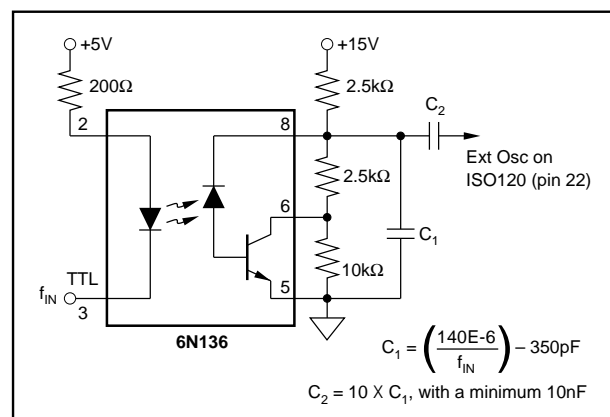 +5V
+15V
200Ω
2.5kΩ
2
8
C2
Ext Osc on
ISO120 (pin 22)
2.5kΩ
6
C1
10kΩ
TTL
fIN
3
5
6N136
C1 = (140E-6 / fIN) – 350pF
C2 = 10 X C1, with a minimum 10nF